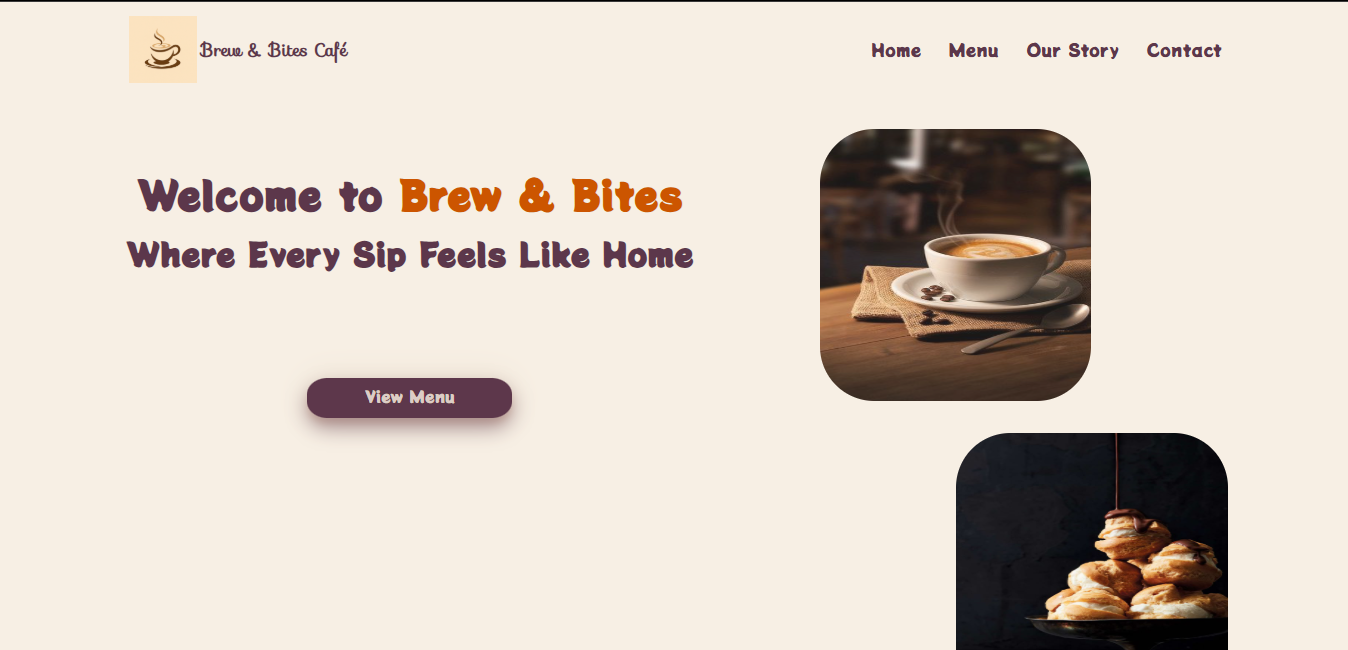 Brew & Bites Café
Home Menu Our Story Contact
Welcome to Brew & Bites
Where Every Sip Feels Like Home
View Menu